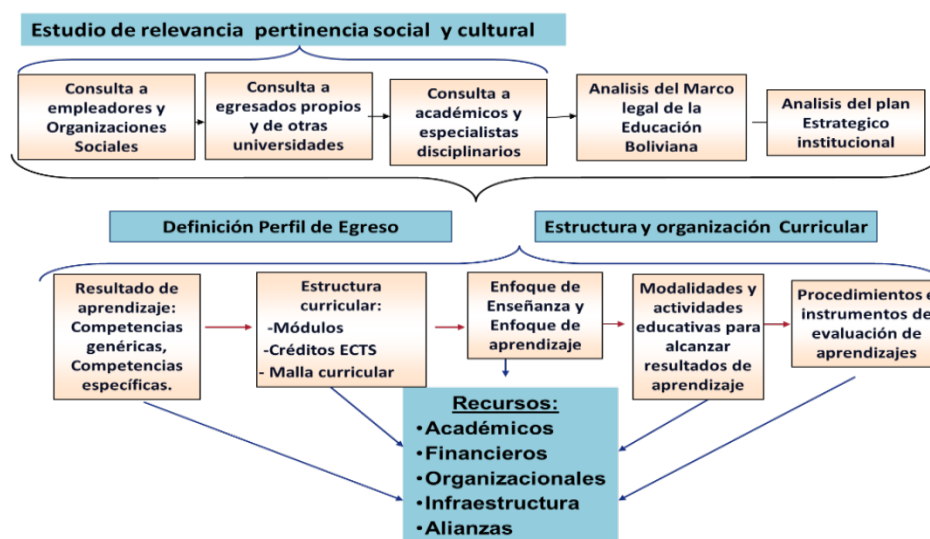 Estudio de relevancia pertinencia social y cultural
Consulta a
empleadores y
Organizaciones
Sociales
Consulta a
egresados propios
y de otras
universidades
Consulta a
académicos y
especialistas
disciplinarios
Analisis del Marco
legal de la
Educación
Boliviana
Analisis del plan
Estrategico
institucional
Definición Perfil de Egreso
Estructura y organización Curricular
Resultado de
aprendizaje:
Competencias
genéricas,
Competencias
específicas.
Estructura
curricular:
-Módulos
-Créditos ECTS
- Malla curricular
Enfoque de
Enseñanza y
Enfoque de
aprendizaje
Modalidades y
actividades
educativas para
alcanzar
resultados de
aprendizaje
Procedimientos e
instrumentos de
evaluación de
aprendizajes
Recursos:
•Académicos
•Financieros
•Organizacionales
•Infraestructura
•Alianzas